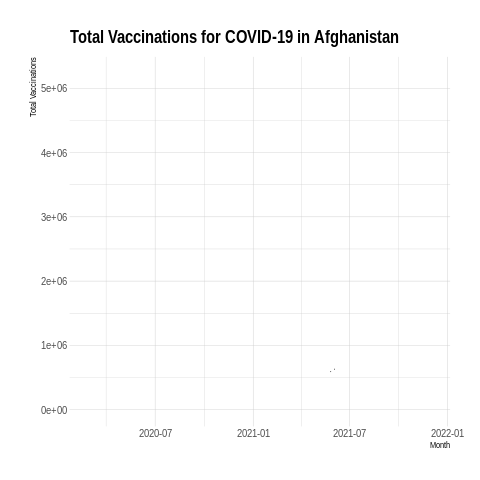 Total Vaccinations for COVID-19 in Afghanistan
Total Vaccinations
5e+06
4e+06
3e+06
2e+06
1e+06
0e+00
2020-07 2021-01 2021-07 2022-01
Month